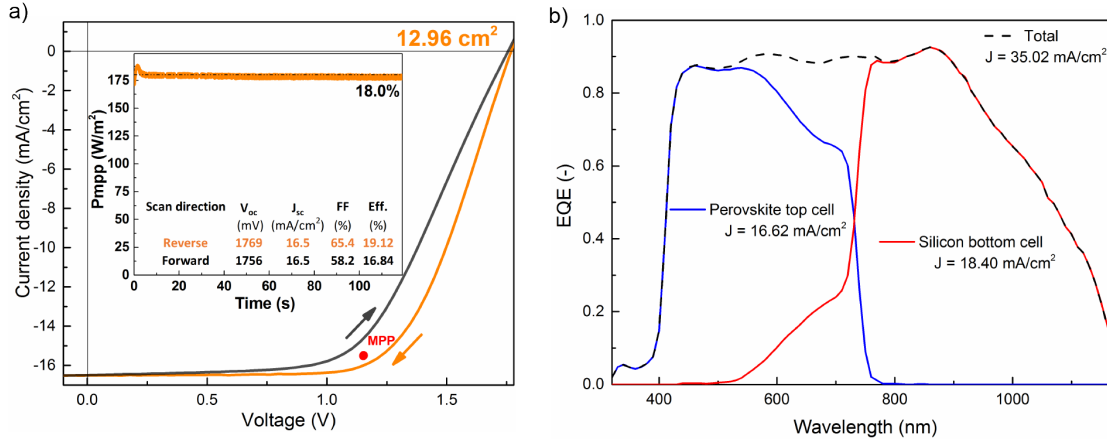 a)
12.96 cm²
Current density (mA/cm²)
0
-2
-4
-6
-8
-10
-12
-14
-16
0.0
0.5
1.0
1.5
Voltage (V)
MPP
Pmpp (W/m²)
175
150
125
100
75
50
25
0
0
20
40
60
80
100
Time (s)
18.0%
Scan direction Voc Jsc FF Eff.
(mV) (mA/cm²) (%) (%)
Reverse 1769 16.5 65.4 19.12
Forward 1756 16.5 58.2 16.84
b)
EQE (-)
1.0
0.9
0.8
0.6
0.4
0.2
0.0
400
600
800
1000
Wavelength (nm)
Total
J = 35.02 mA/cm²
Perovskite top cell
J = 16.62 mA/cm²
Silicon bottom cell
J = 18.40 mA/cm²